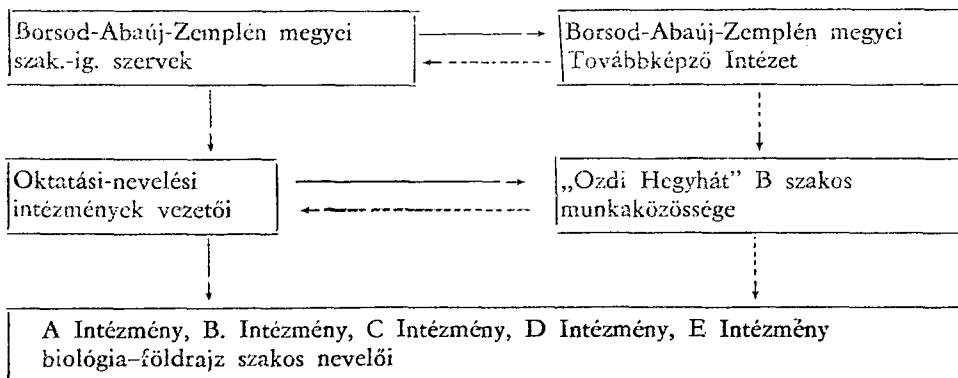 Borsod-Abaúj-Zemplén megyei
szak.-ig. szervek
Borsod-Abaúj-Zemplén megyei
Továbbképző Intézet
Oktatási-nevelési
intézmények vezetői
„Ozdi Hegyhát” B szakos
munkaközössége
A Intézmény, B. Intézmény, C Intézmény, D Intézmény, E Intézmény
biológia–földrajz szakos nevelői